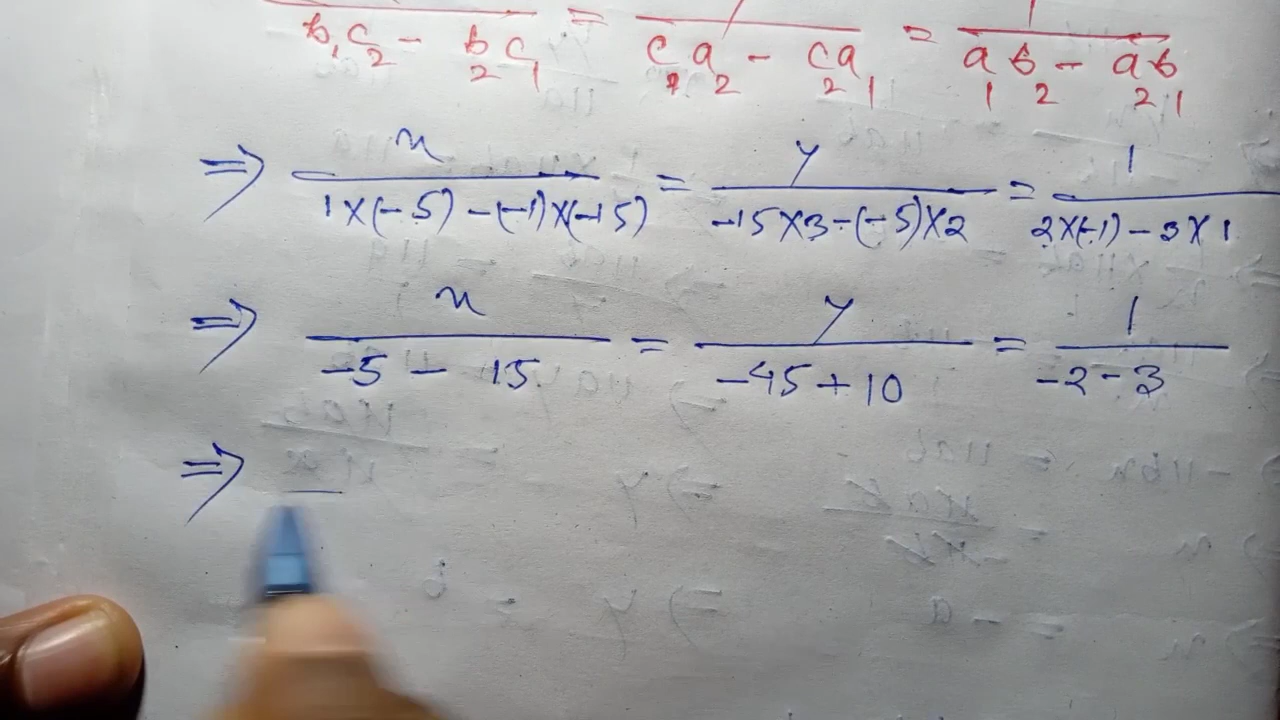 b₁c₂ - b₂c₁ = y/(c₁a₂ - c₂a₁) = 1/(a₁b₂ - a₂b₁)
⇒ x/(1×(-5) - (-1)×(-15)) = y/(-15×3-(-5)×2) = 1/(2×(-1) - 3×1)
⇒ x/(-5 - 15) = y/(-45 + 10) = 1/(-2 - 3)
⇒